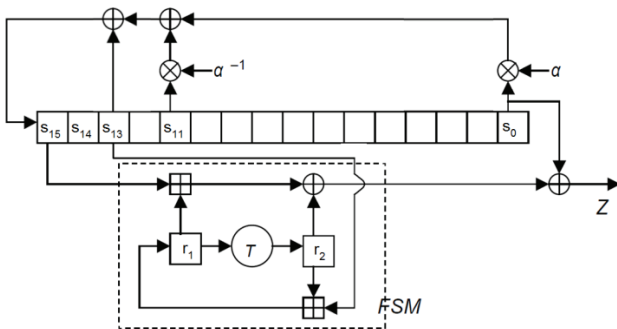 α⁻¹
α
s₁₅ s₁₄ s₁₃ s₁₁ s₀
Z
r₁ T r₂
FSM